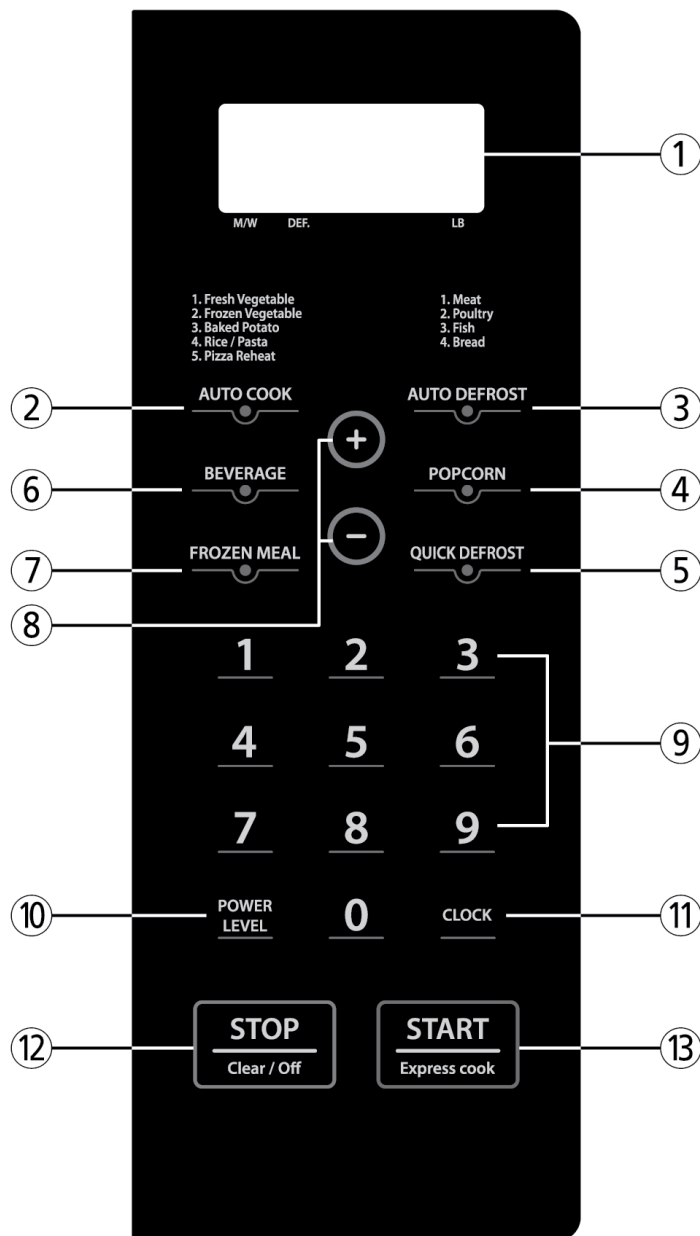 ①
M/W DEF. LB
1. Fresh Vegetable
2. Frozen Vegetable
3. Baked Potato
4. Rice / Pasta
5. Pizza Reheat
1. Meat
2. Poultry
3. Fish
4. Bread
② AUTO COOK AUTO DEFROST ③
+
⑥ BEVERAGE POPCORN ④
−
⑦ FROZEN MEAL QUICK DEFROST ⑤
⑧
1 2 3
4 5 6 ⑨
7 8 9
⑩ POWER
LEVEL
0 CLOCK ⑪
⑫ STOP
Clear / Off
START ⑬
Express cook